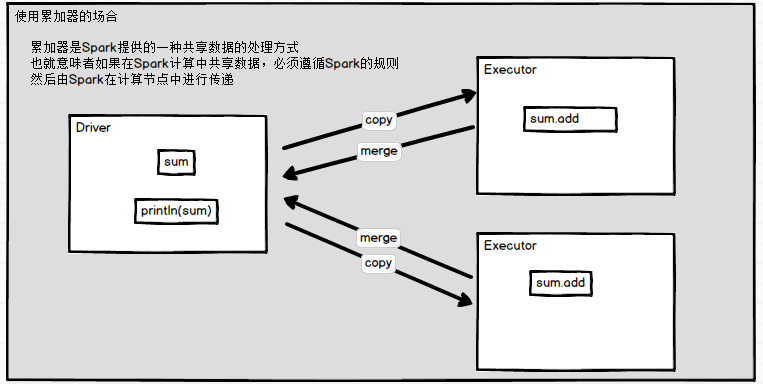 使用累加器的场合
累加器是Spark提供的一种共享数据的处理方式
也就意味者如果在Spark计算中共享数据，必须遵循Spark的规则
然后由Spark在计算节点中进行传递
Driver
sum
println(sum)
copy
merge
merge
copy
Executor
sum.add
Executor
sum.add